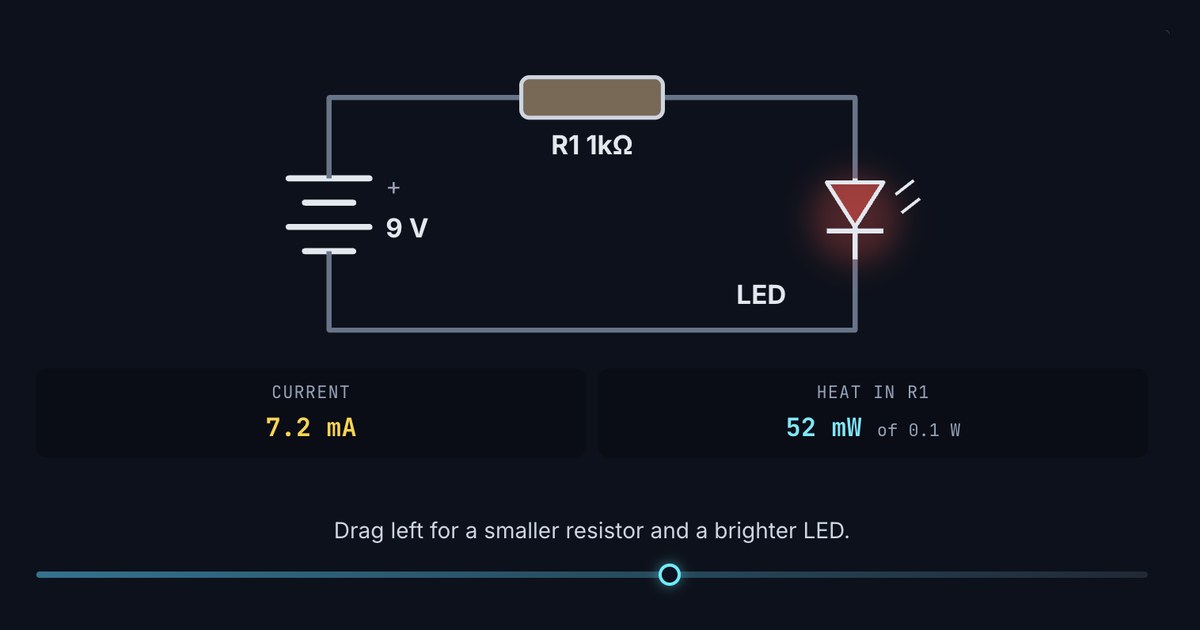 R1 1kΩ
+
9 V
LED
CURRENT
7.2 mA
HEAT IN R1
52 mW of 0.1 W
Drag left for a smaller resistor and a brighter LED.